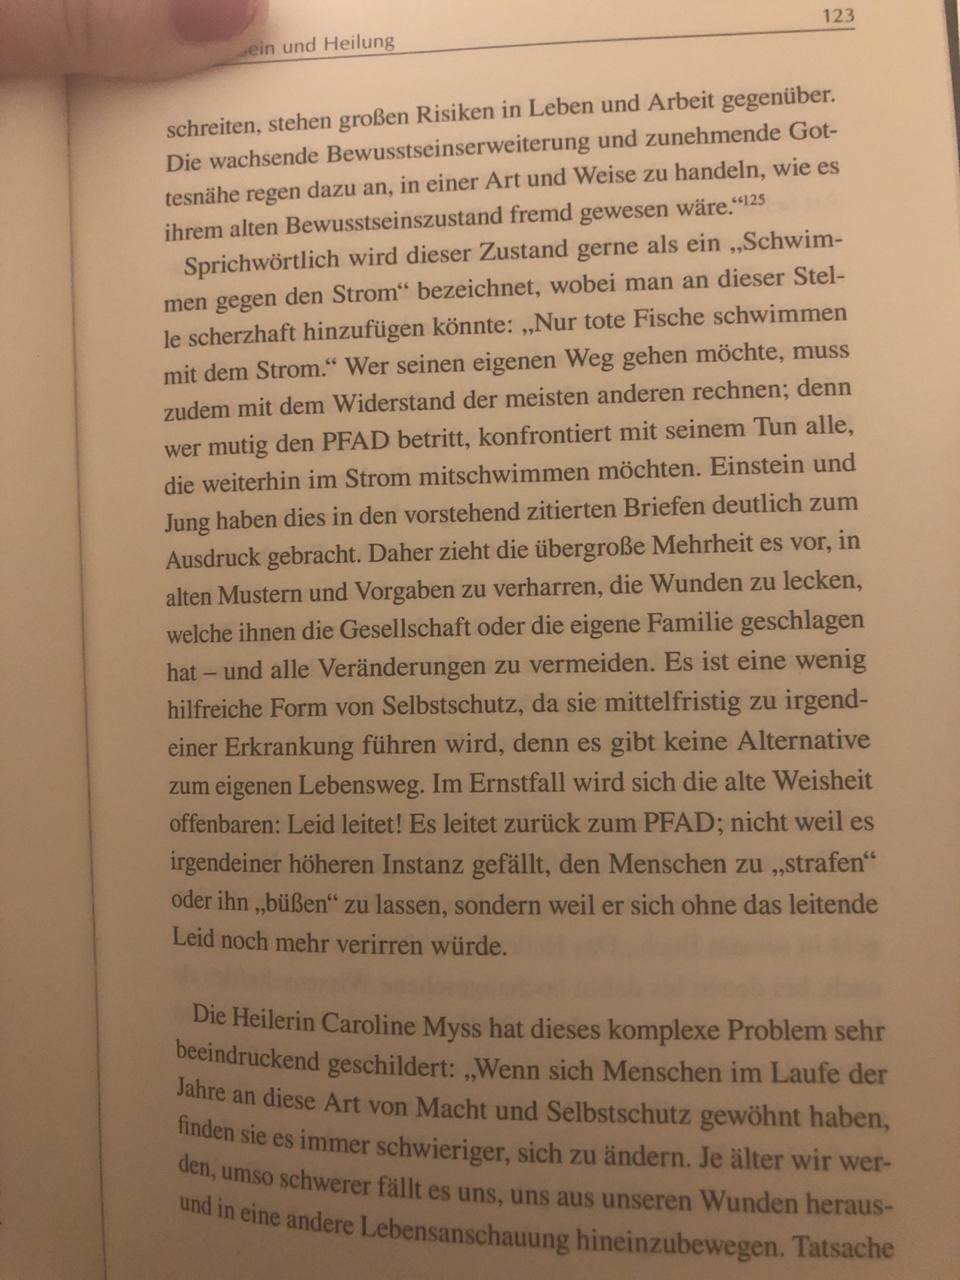 123
und Heilung
schreiten, stehen großen Risiken in Leben und Arbeit gegenüber.
Die wachsende Bewusstseinserweiterung und zunehmende Got-
tesnähe regen dazu an, in einer Art und Weise zu handeln, wie es
ihrem alten Bewusstseinszustand fremd gewesen wäre.“125
Sprichwörtlich wird dieser Zustand gerne als ein „Schwim-
men gegen den Strom“ bezeichnet, wobei man an dieser Stel-
le scherzhaft hinzufügen könnte: „Nur tote Fische schwimmen
mit dem Strom.“ Wer seinen eigenen Weg gehen möchte, muss
zudem mit dem Widerstand der meisten anderen rechnen; denn
wer mutig den PFAD betritt, konfrontiert mit seinem Tun alle,
die weiterhin im Strom mitschwimmen möchten. Einstein und
Jung haben dies in den vorstehend zitierten Briefen deutlich zum
Ausdruck gebracht. Daher zieht die übergroße Mehrheit es vor, in
alten Mustern und Vorgaben zu verharren, die Wunden zu lecken,
welche ihnen die Gesellschaft oder die eigene Familie geschlagen
hat – und alle Veränderungen zu vermeiden. Es ist eine wenig
hilfreiche Form von Selbstschutz, da sie mittelfristig zu irgend-
einer Erkrankung führen wird, denn es gibt keine Alternative
zum eigenen Lebensweg. Im Ernstfall wird sich die alte Weisheit
offenbaren: Leid leitet! Es leitet zurück zum PFAD; nicht weil es
irgendeiner höheren Instanz gefällt, den Menschen zu „strafen“
oder ihn „büßen“ zu lassen, sondern weil er sich ohne das leitende
Leid noch mehr verirren würde.
Die Heilerin Caroline Myss hat dieses komplexe Problem sehr
beeindruckend geschildert: „Wenn sich Menschen im Laufe der
Jahre an diese Art von Macht und Selbstschutz gewöhnt haben,
finden sie es immer schwieriger, sich zu ändern. Je älter wir wer-
den, umso schwerer fällt es uns, uns aus unseren Wunden heraus-
und in eine andere Lebensanschauung hineinzubewegen. Tatsache